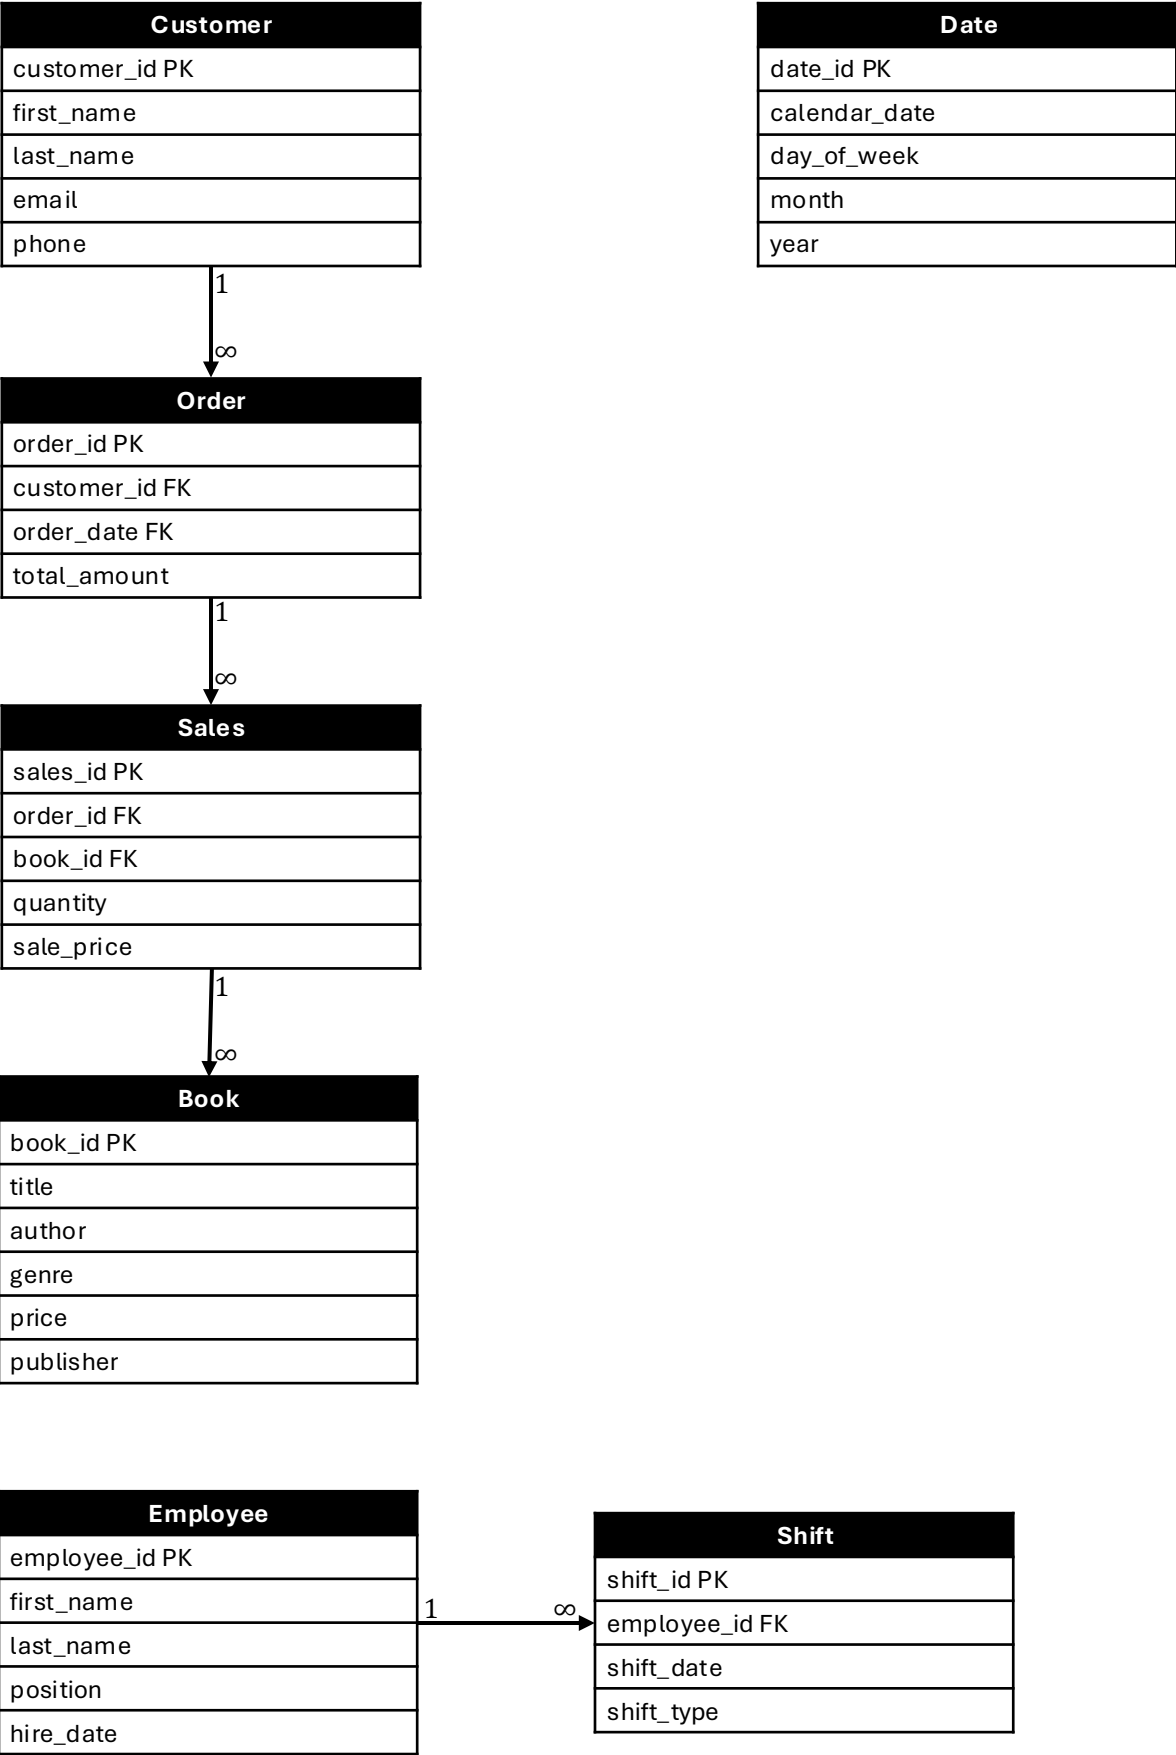 Customer
customer_id PK
first_name
last_name
email
phone
Date
date_id PK
calendar_date
day_of_week
month
year
1
∞
Order
order_id PK
customer_id FK
order_date FK
total_amount
1
∞
Sales
sales_id PK
order_id FK
book_id FK
quantity
sale_price
1
∞
Book
book_id PK
title
author
genre
price
publisher
Employee
employee_id PK
first_name
last_name
position
hire_date
1
∞
Shift
shift_id PK
employee_id FK
shift_date
shift_type